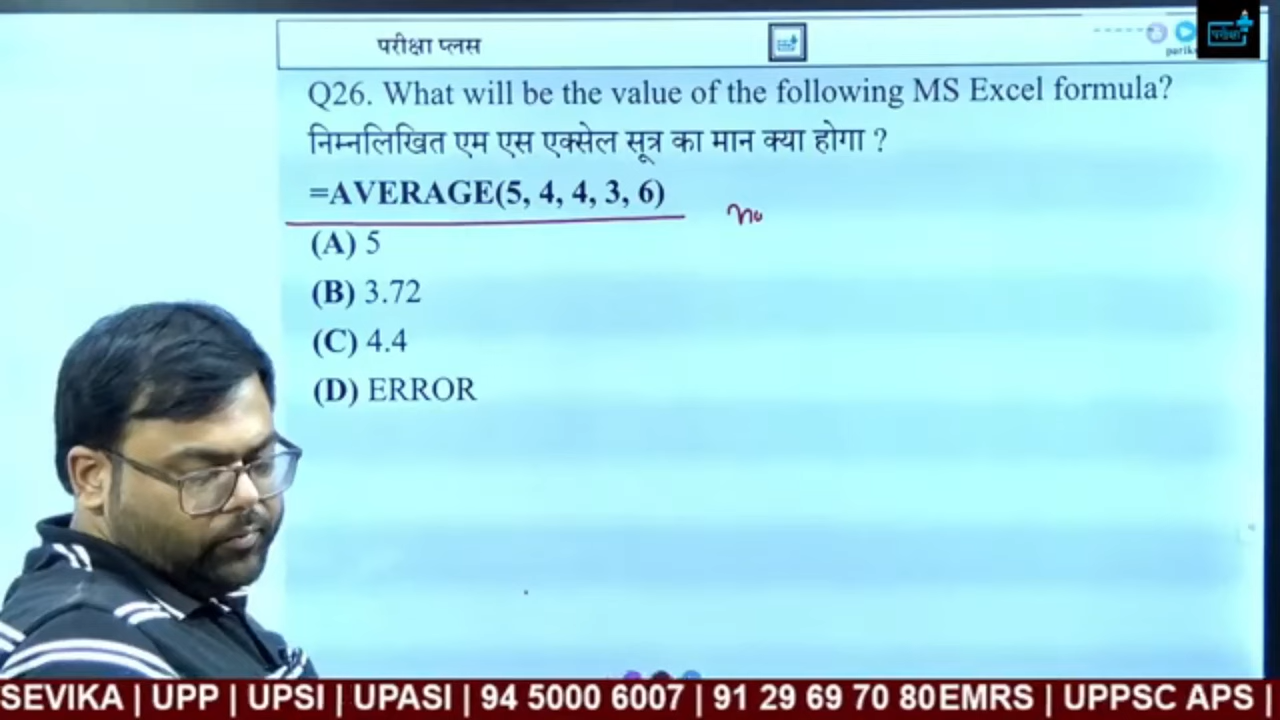 परीक्षा प्लस
परीक्षा
Q26. What will be the value of the following MS Excel formula?
निम्नलिखित एम एस एक्सेल सूत्र का मान क्या होगा ?
=AVERAGE(5, 4, 4, 3, 6)
(A) 5
(B) 3.72
(C) 4.4
(D) ERROR
SEVIKA | UPP | UPSI | UPASI | 94 5000 6007 | 91 29 69 70 80EMRS | UPPSC APS |